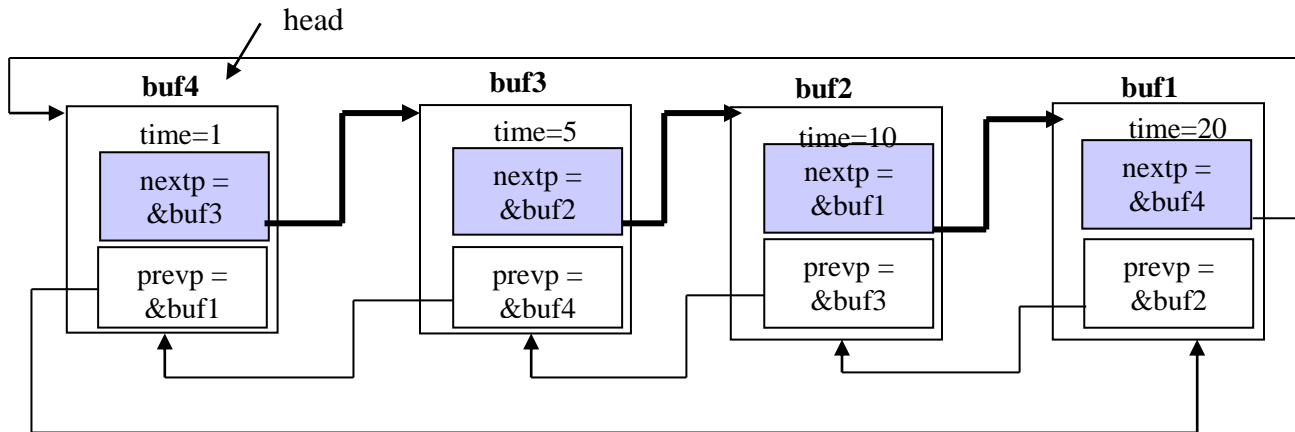 head
buf4
time=1
nextp =
&buf3
prevp =
&buf1
buf3
time=5
nextp =
&buf2
prevp =
&buf4
buf2
time=10
nextp =
&buf1
prevp =
&buf3
buf1
time=20
nextp =
&buf4
prevp =
&buf2